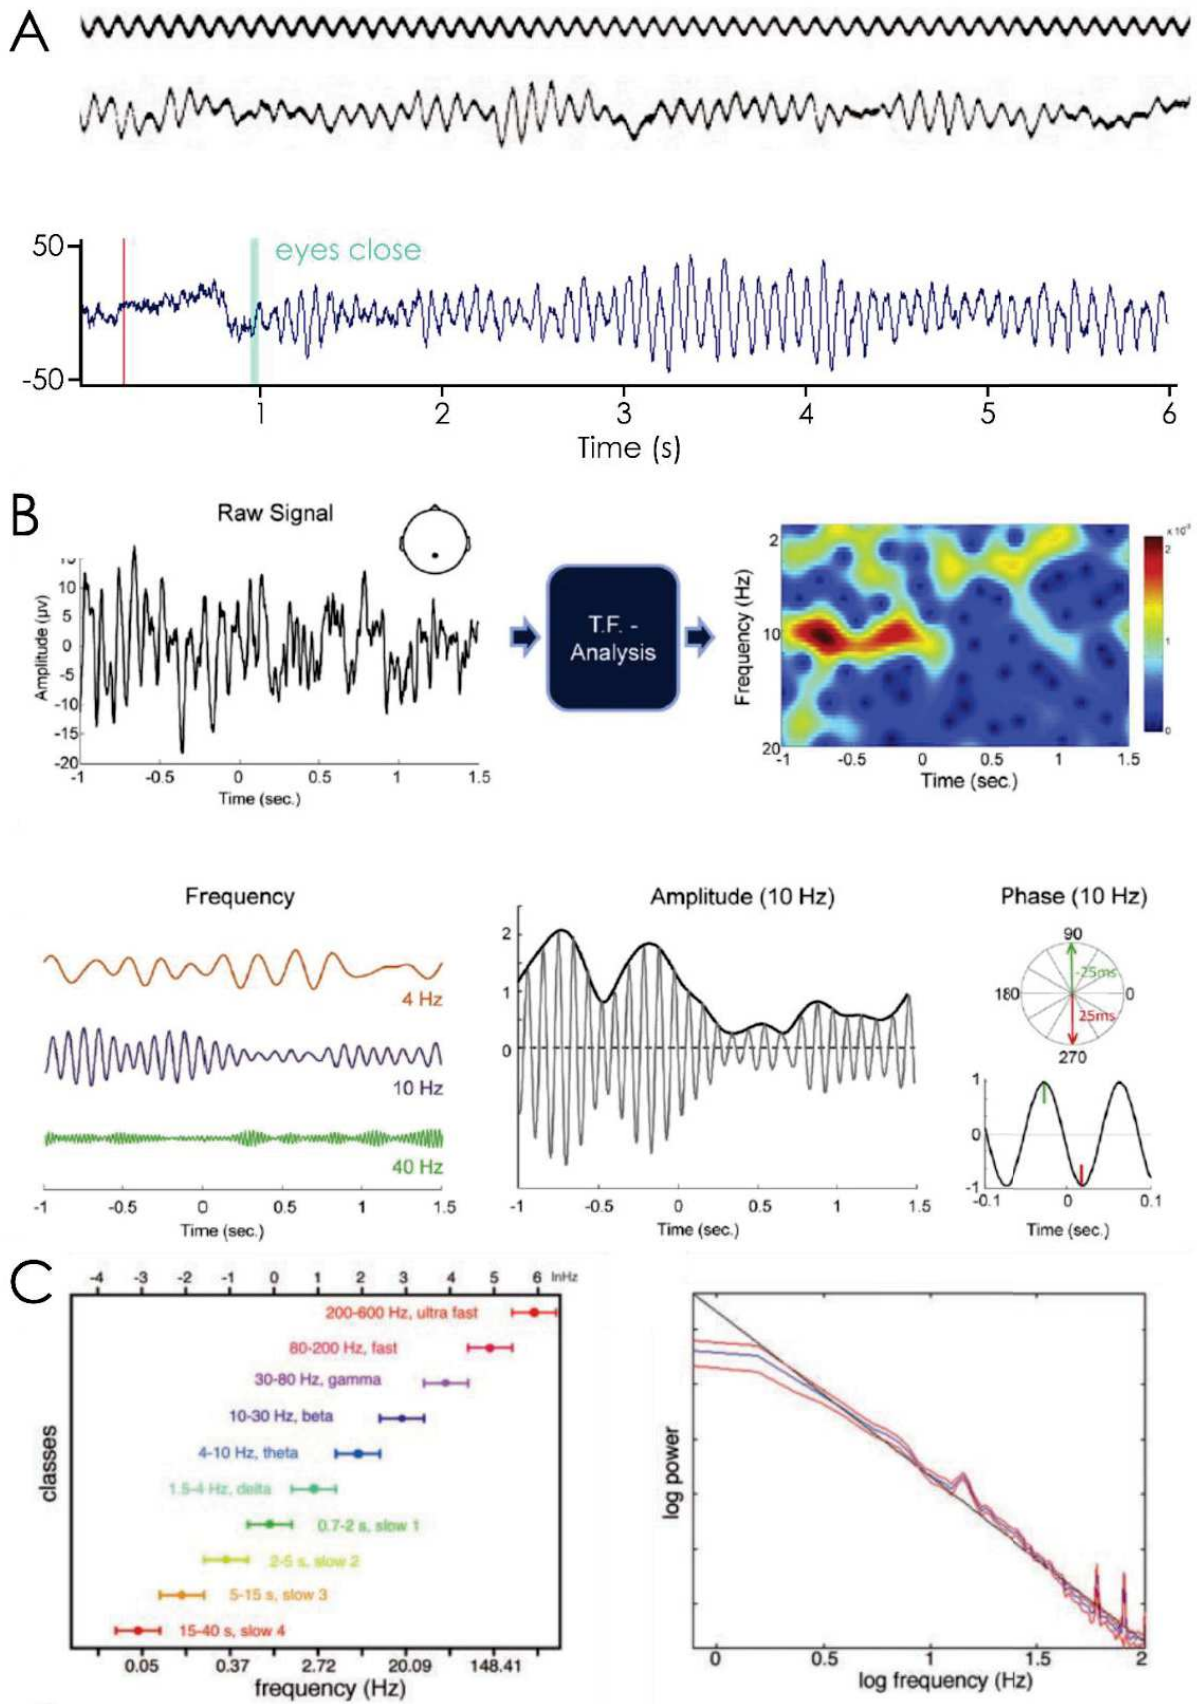 A
50
eyes close
-50
1 2 3 4 5 6
Time (s)
B
Raw Signal
Amplitude (μv)
15
10
5
0
-5
-10
-15
-20
-1 -0.5 0 0.5 1 1.5
Time (sec.)
T.F. -
Analysis
Frequency (Hz)
2
10
20
-1 -0.5 0 0.5 1 1.5
Time (sec.)
2
1
0
Frequency
4 Hz
10 Hz
40 Hz
-1 -0.5 0 0.5 1 1.5
Time (sec.)
Amplitude (10 Hz)
2
1
0
-1 -0.5 0 0.5 1 1.5
Time (sec.)
Phase (10 Hz)
90
-25ms
180 0
25ms
270
1
0
-1
-0.1 0 0.1
Time (sec.)
C
-4 -3 -2 -1 0 1 2 3 4 5 6 lnHz
classes
200-600 Hz, ultra fast
80-200 Hz, fast
30-80 Hz, gamma
10-30 Hz, beta
4-10 Hz, theta
1.5-4 Hz, delta
0.7-2 s, slow 1
2-5 s, slow 2
5-15 s, slow 3
15-40 s, slow 4
0.05 0.37 2.72 20.09 148.41
frequency (Hz)
log power
0 0.5 1 1.5 2
log frequency (Hz)